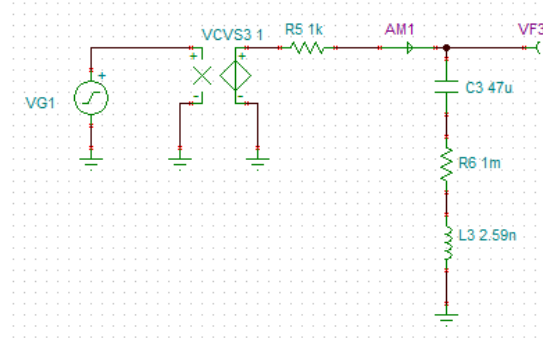 VCVS3 1
R5 1k
AM1
VF3
+
+
+
C3 47u
VG1
-
-
R6 1m
L3 2.59n